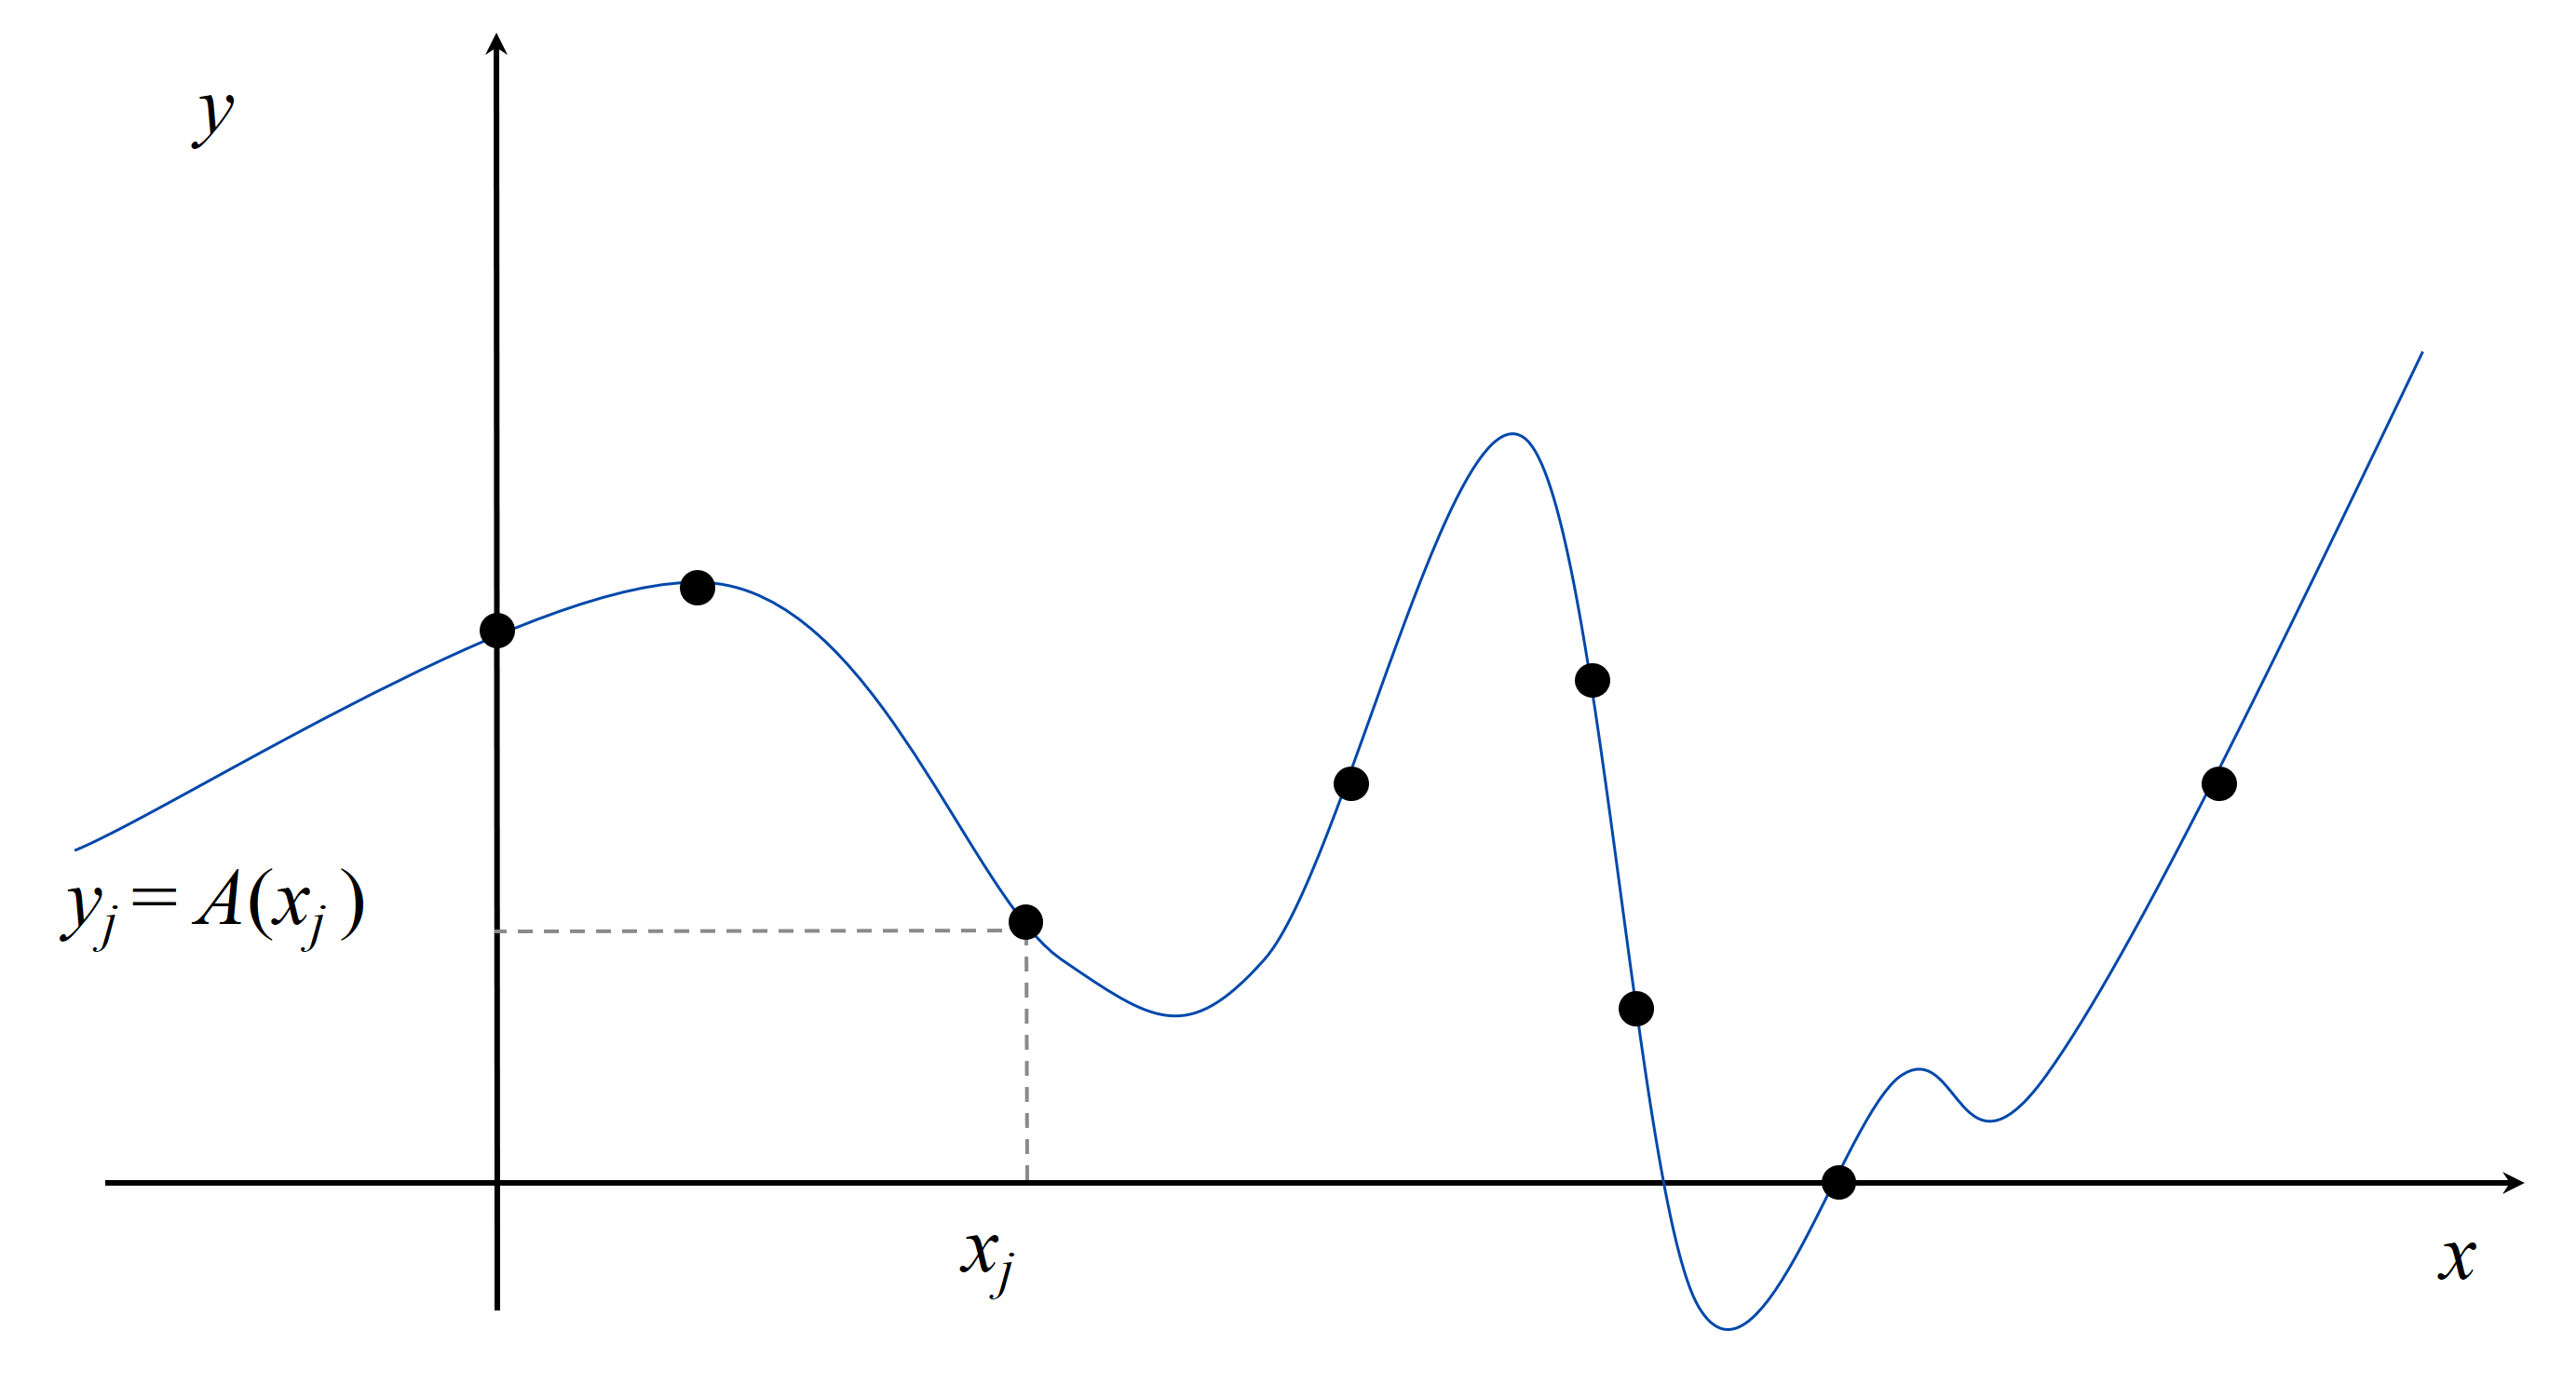 y
y_j = A(x_j)
x_j
x